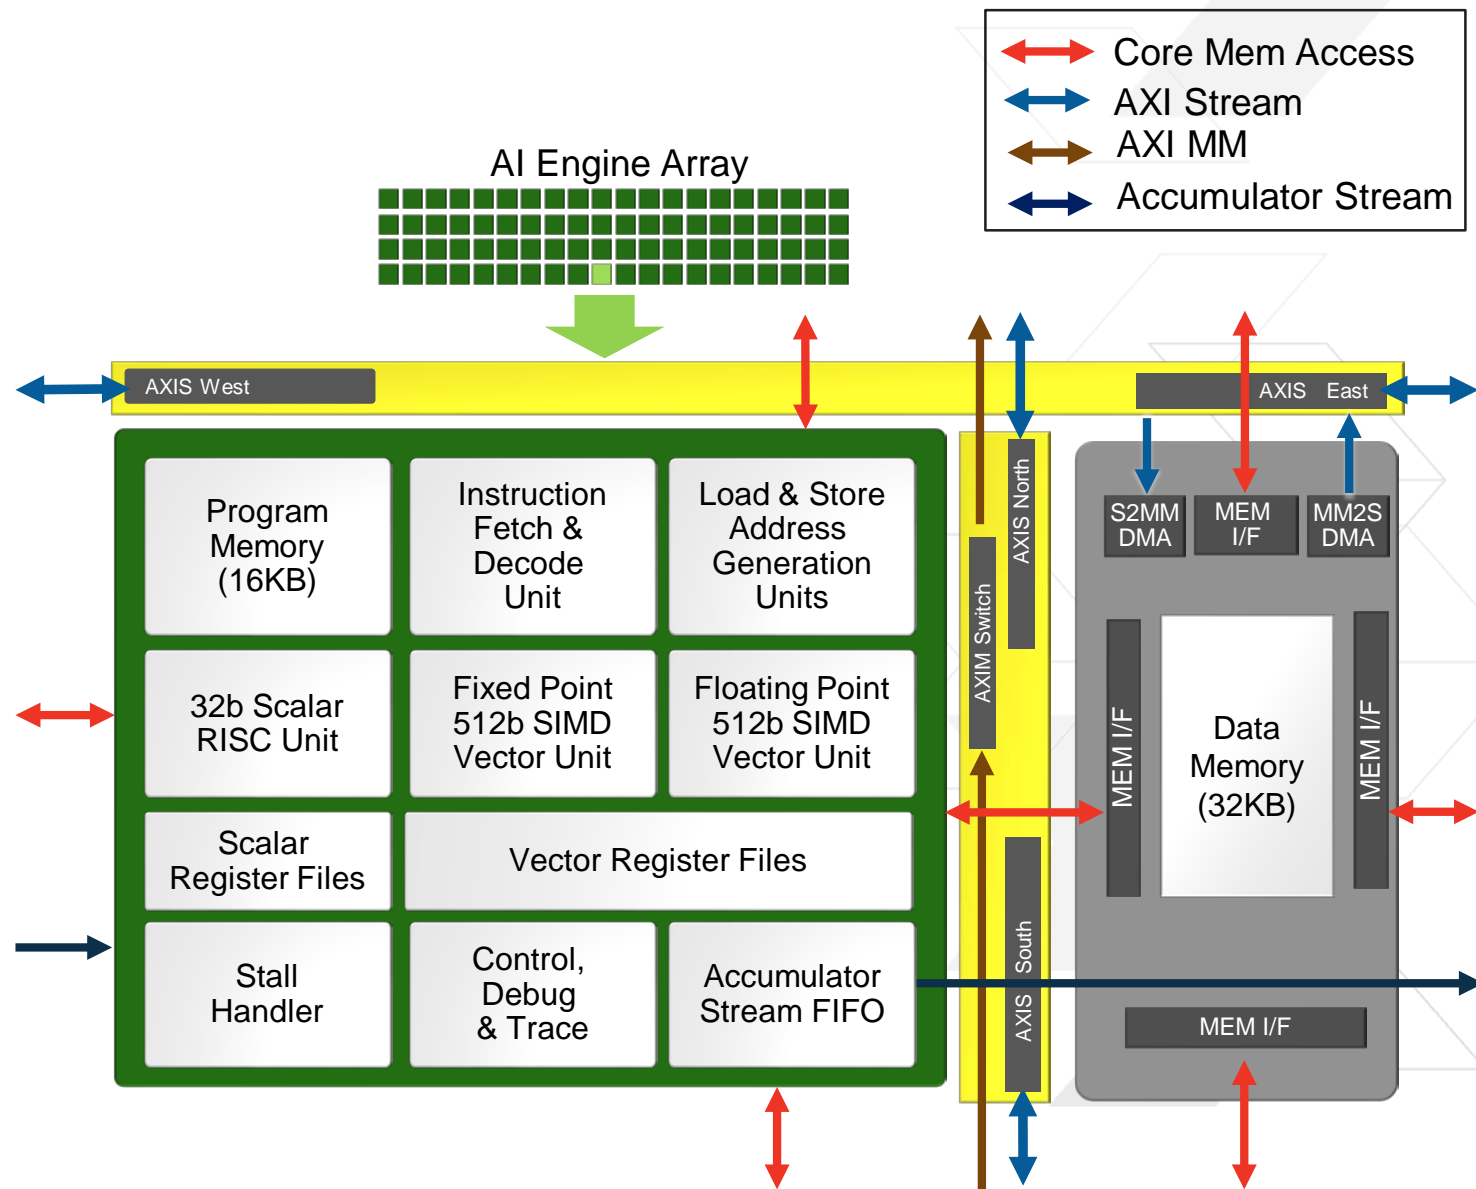 Core Mem Access
AXI Stream
AXI MM
Accumulator Stream
AI Engine Array
AXIS West
AXIS East
Program
Memory
(16KB)
Instruction
Fetch &
Decode
Unit
Load & Store
Address
Generation
Units
32b Scalar
RISC Unit
Fixed Point
512b SIMD
Vector Unit
Floating Point
512b SIMD
Vector Unit
Scalar
Register Files
Vector Register Files
Stall
Handler
Control,
Debug
& Trace
Accumulator
Stream FIFO
AXIM Switch
AXIS North
AXIS South
S2MM
DMA
MEM
I/F
MM2S
DMA
MEM I/F
Data
Memory
(32KB)
MEM I/F
MEM I/F